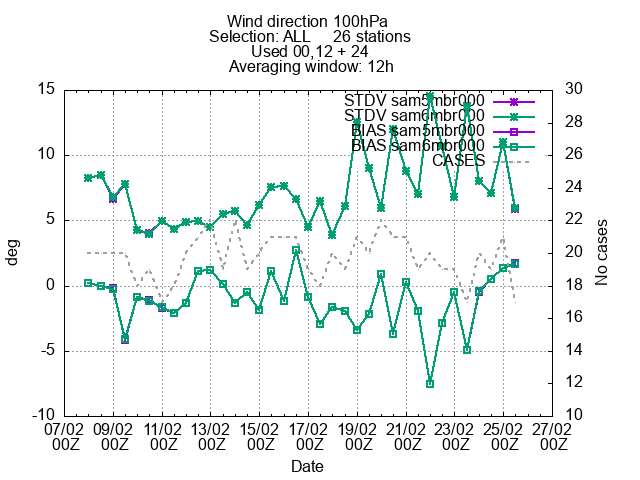 Wind direction 100hPa
Selection: ALL 26 stations
Used 00,12 + 24
Averaging window: 12h
STDV sam5mbr000
STDV sam6mbr000
BIAS sam5mbr000
BIAS sam6mbr000
CASES
15
10
5
0
-5
-10
deg
30
28
26
24
22
20
18
16
14
12
10
No cases
07/02 09/02 11/02 13/02 15/02 17/02 19/02 21/02 23/02 25/02 27/02
00Z 00Z 00Z 00Z 00Z 00Z 00Z 00Z 00Z 00Z 00Z
Date